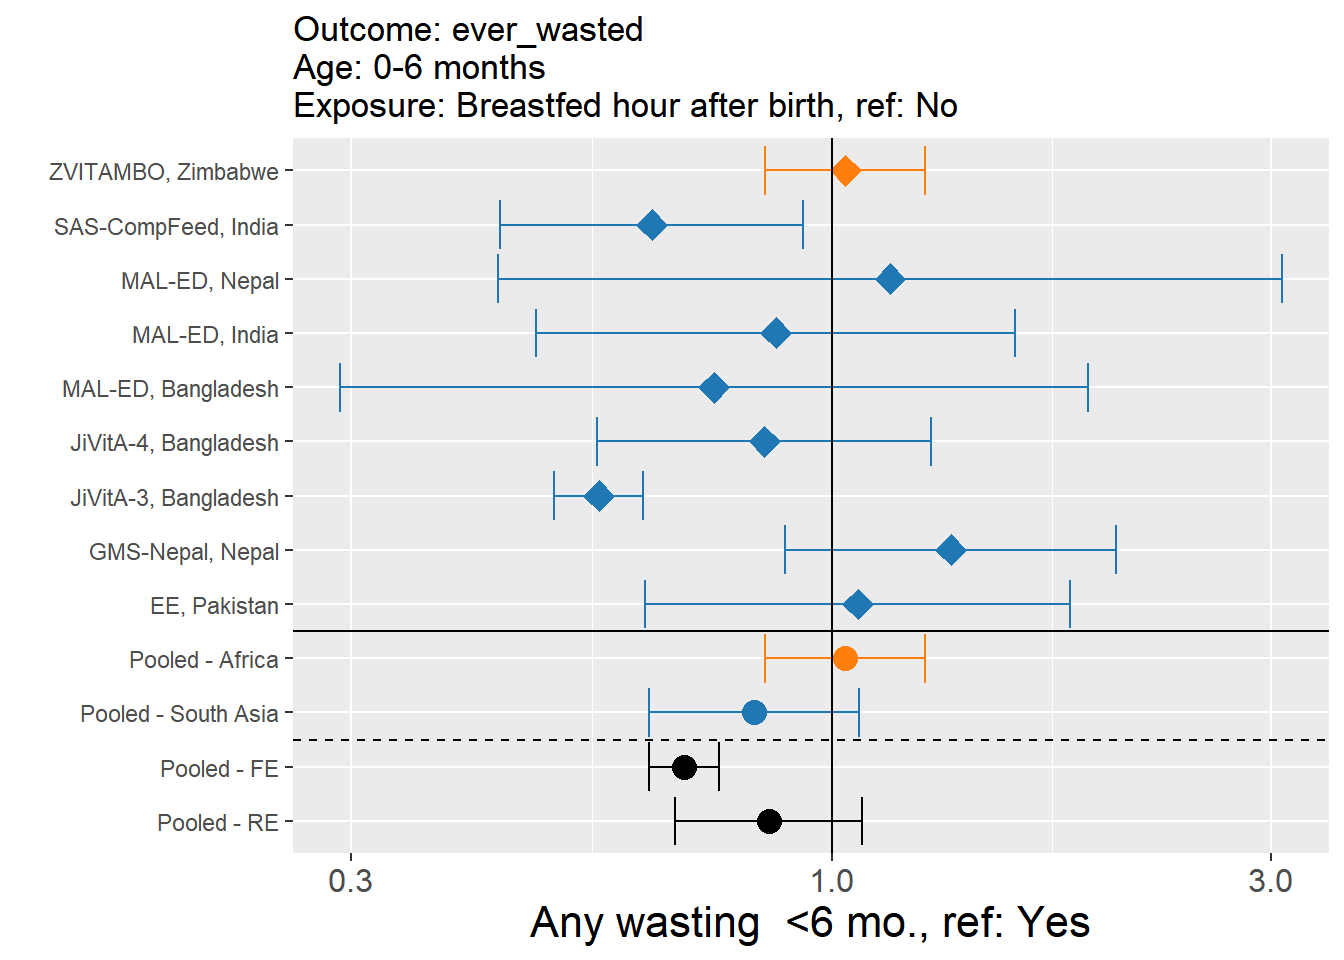 Outcome: ever_wasted
Age: 0-6 months
Exposure: Breastfed hour after birth, ref: No
ZVITAMBO, Zimbabwe
SAS-CompFeed, India
MAL-ED, Nepal
MAL-ED, India
MAL-ED, Bangladesh
JiVitA-4, Bangladesh
JiVitA-3, Bangladesh
GMS-Nepal, Nepal
EE, Pakistan
Pooled - Africa
Pooled - South Asia
Pooled - FE
Pooled - RE
0.3 1.0 3.0
Any wasting  <6 mo., ref: Yes